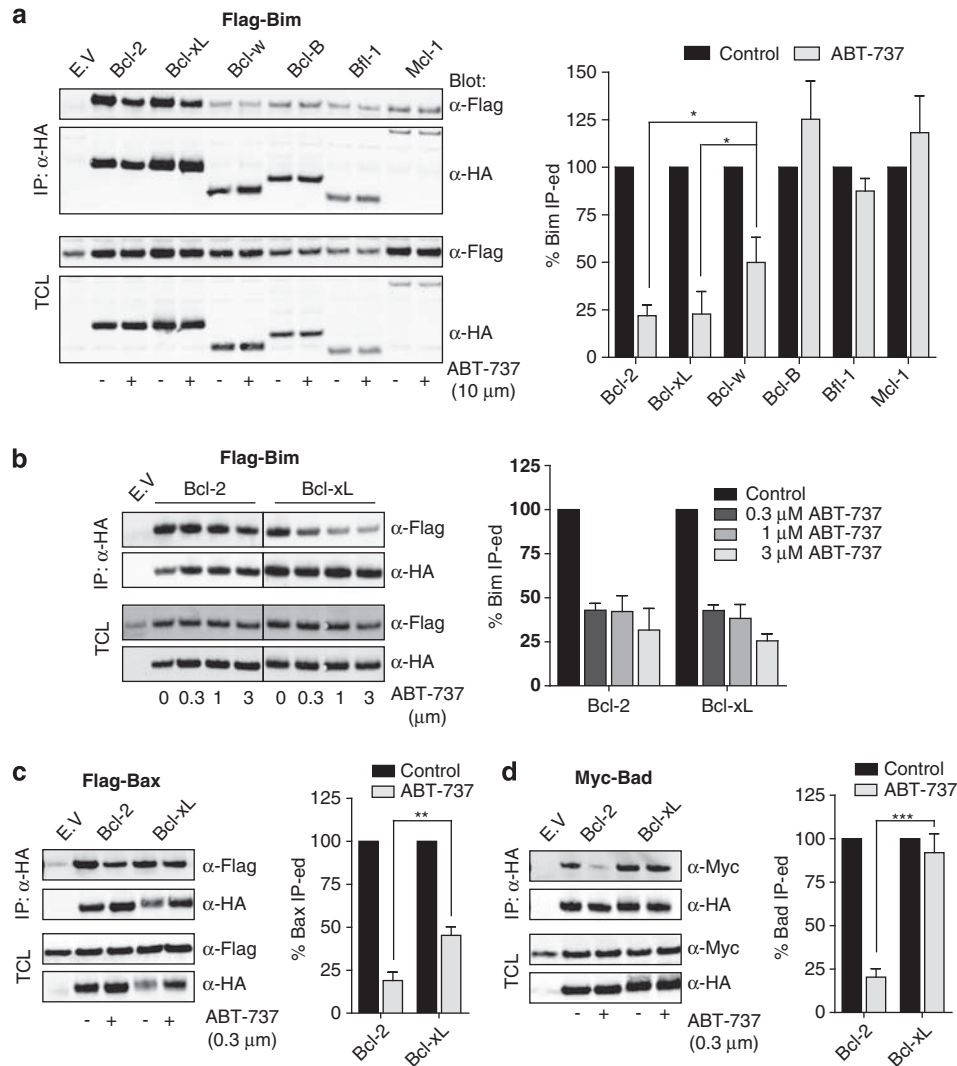 a
Flag-Bim
E.V Bcl-2 Bcl-xL Bcl-w Bcl-B Bfl-1 Mcl-1
Blot:
IP: α-HA
α-Flag
α-HA
TCL
α-Flag
α-HA
- + - + - + - + - + - +
ABT-737
(10 μm)
Control ABT-737
% Bim IP-ed
150
125
100
75
50
25
0
* *
Bcl-2 Bcl-xL Bcl-w Bcl-B Bfl-1 Mcl-1
b
Flag-Bim
E.V Bcl-2 Bcl-xL
IP: α-HA
α-Flag
α-HA
TCL
α-Flag
α-HA
0 0.3 1 3 0 0.3 1 3
ABT-737
(μm)
% Bim IP-ed
125
100
75
50
25
0
Control
0.3 μM ABT-737
1 μM ABT-737
3 μM ABT-737
Bcl-2 Bcl-xL
c
Flag-Bax
E.V Bcl-2 Bcl-xL
IP: α-HA
α-Flag
α-HA
TCL
α-Flag
α-HA
- + - +
ABT-737
(0.3 μm)
Control
ABT-737
% Bax IP-ed
125
100
75
50
25
0
**
Bcl-2 Bcl-xL
d
Myc-Bad
E.V Bcl-2 Bcl-xL
IP: α-HA
α-Myc
α-HA
TCL
α-Myc
α-HA
- + - +
ABT-737
(0.3 μm)
Control
ABT-737
% Bad IP-ed
125
100
75
50
25
0
***
Bcl-2 Bcl-xL